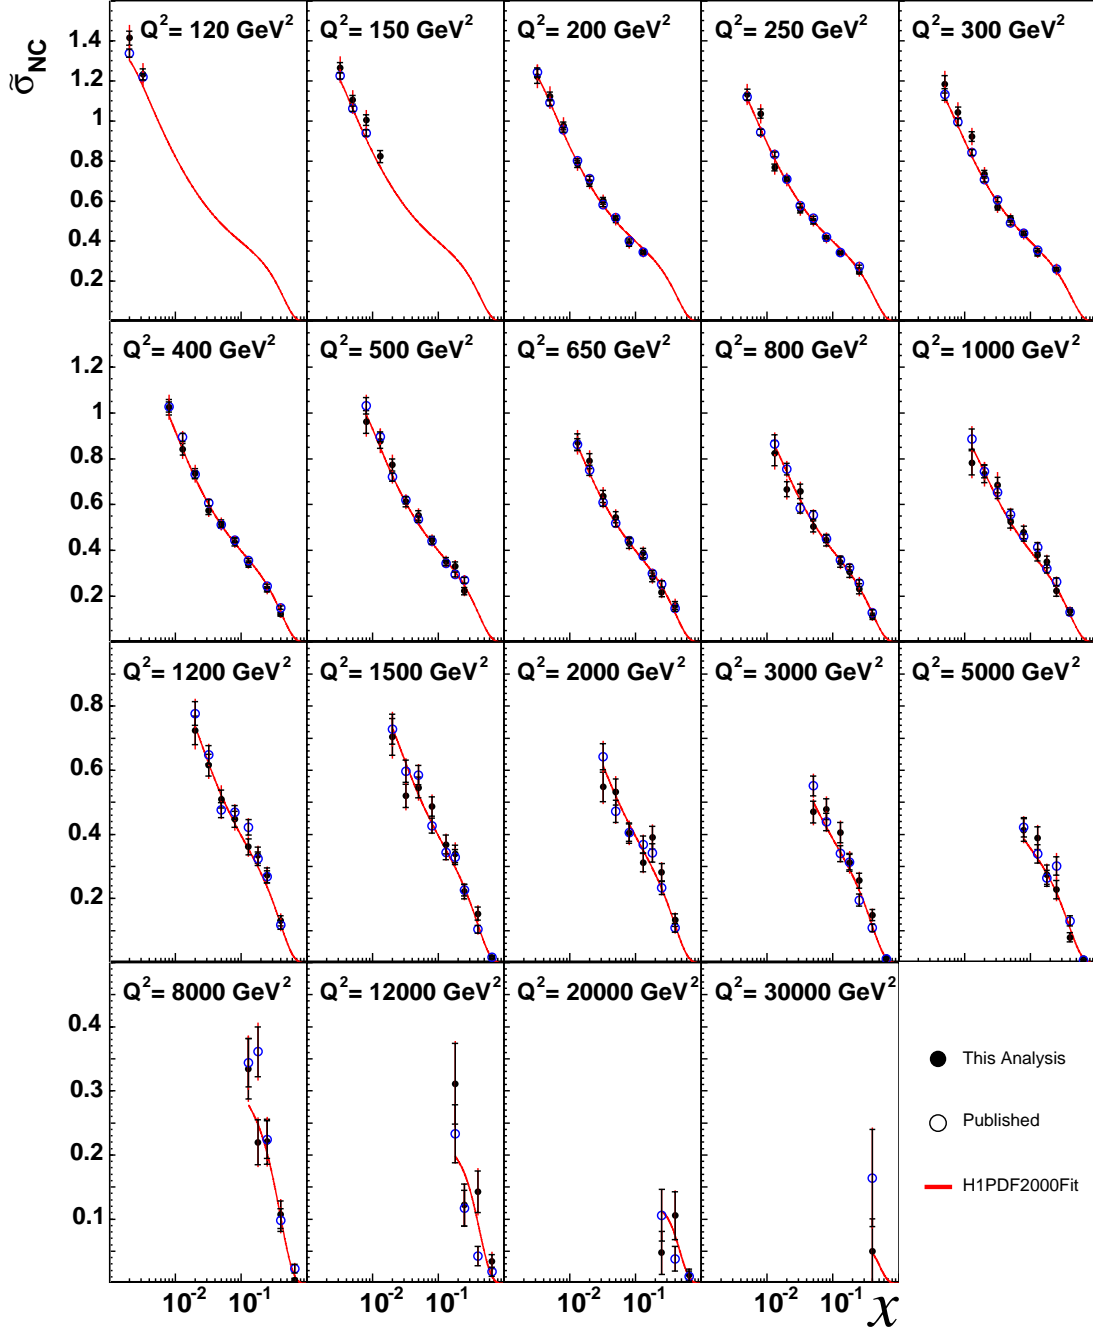 σ̃NC
Q²= 120 GeV² Q²= 150 GeV² Q²= 200 GeV² Q²= 250 GeV² Q²= 300 GeV²
1.4
1.2
1
0.8
0.6
0.4
0.2
Q²= 400 GeV² Q²= 500 GeV² Q²= 650 GeV² Q²= 800 GeV² Q²= 1000 GeV²
1.2
1
0.8
0.6
0.4
0.2
Q²= 1200 GeV² Q²= 1500 GeV² Q²= 2000 GeV² Q²= 3000 GeV² Q²= 5000 GeV²
0.8
0.6
0.4
0.2
Q²= 8000 GeV² Q²= 12000 GeV² Q²= 20000 GeV² Q²= 30000 GeV²
0.4
0.3
0.2
0.1
This Analysis
Published
H1PDF2000Fit
10⁻² 10⁻¹ 10⁻² 10⁻¹ 10⁻² 10⁻¹ 10⁻² 10⁻¹ x